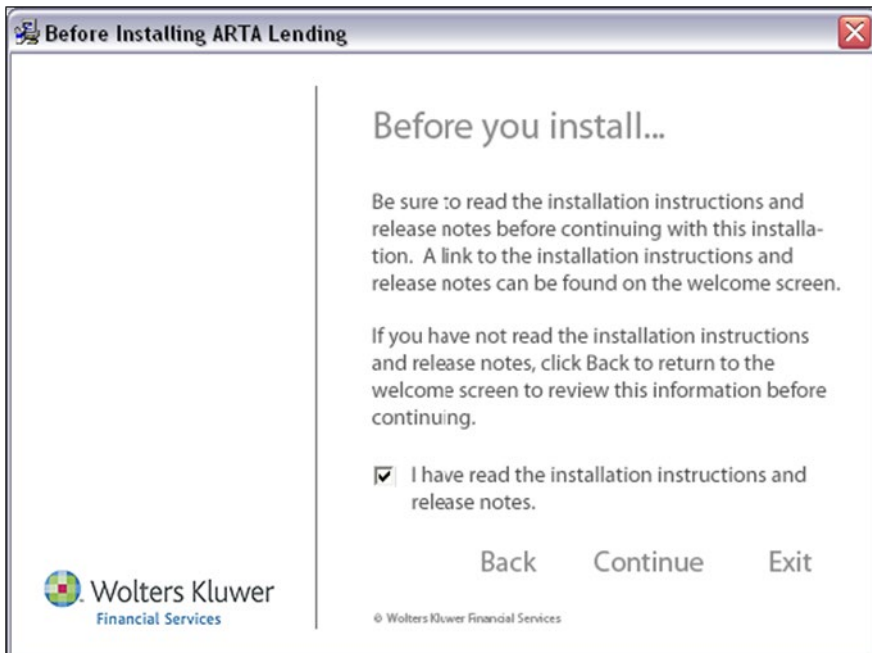 Before Installing ARTA Lending
Before you install...
Be sure to read the installation instructions and
release notes before continuing with this installa-
tion. A link to the installation instructions and
release notes can be found on the welcome screen.
If you have not read the installation instructions
and release notes, click Back to return to the
welcome screen to review this information before
continuing.
I have read the installation instructions and
release notes.
Back Continue Exit
Wolters Kluwer
Financial Services
© Wolters Kluwer Financial Services